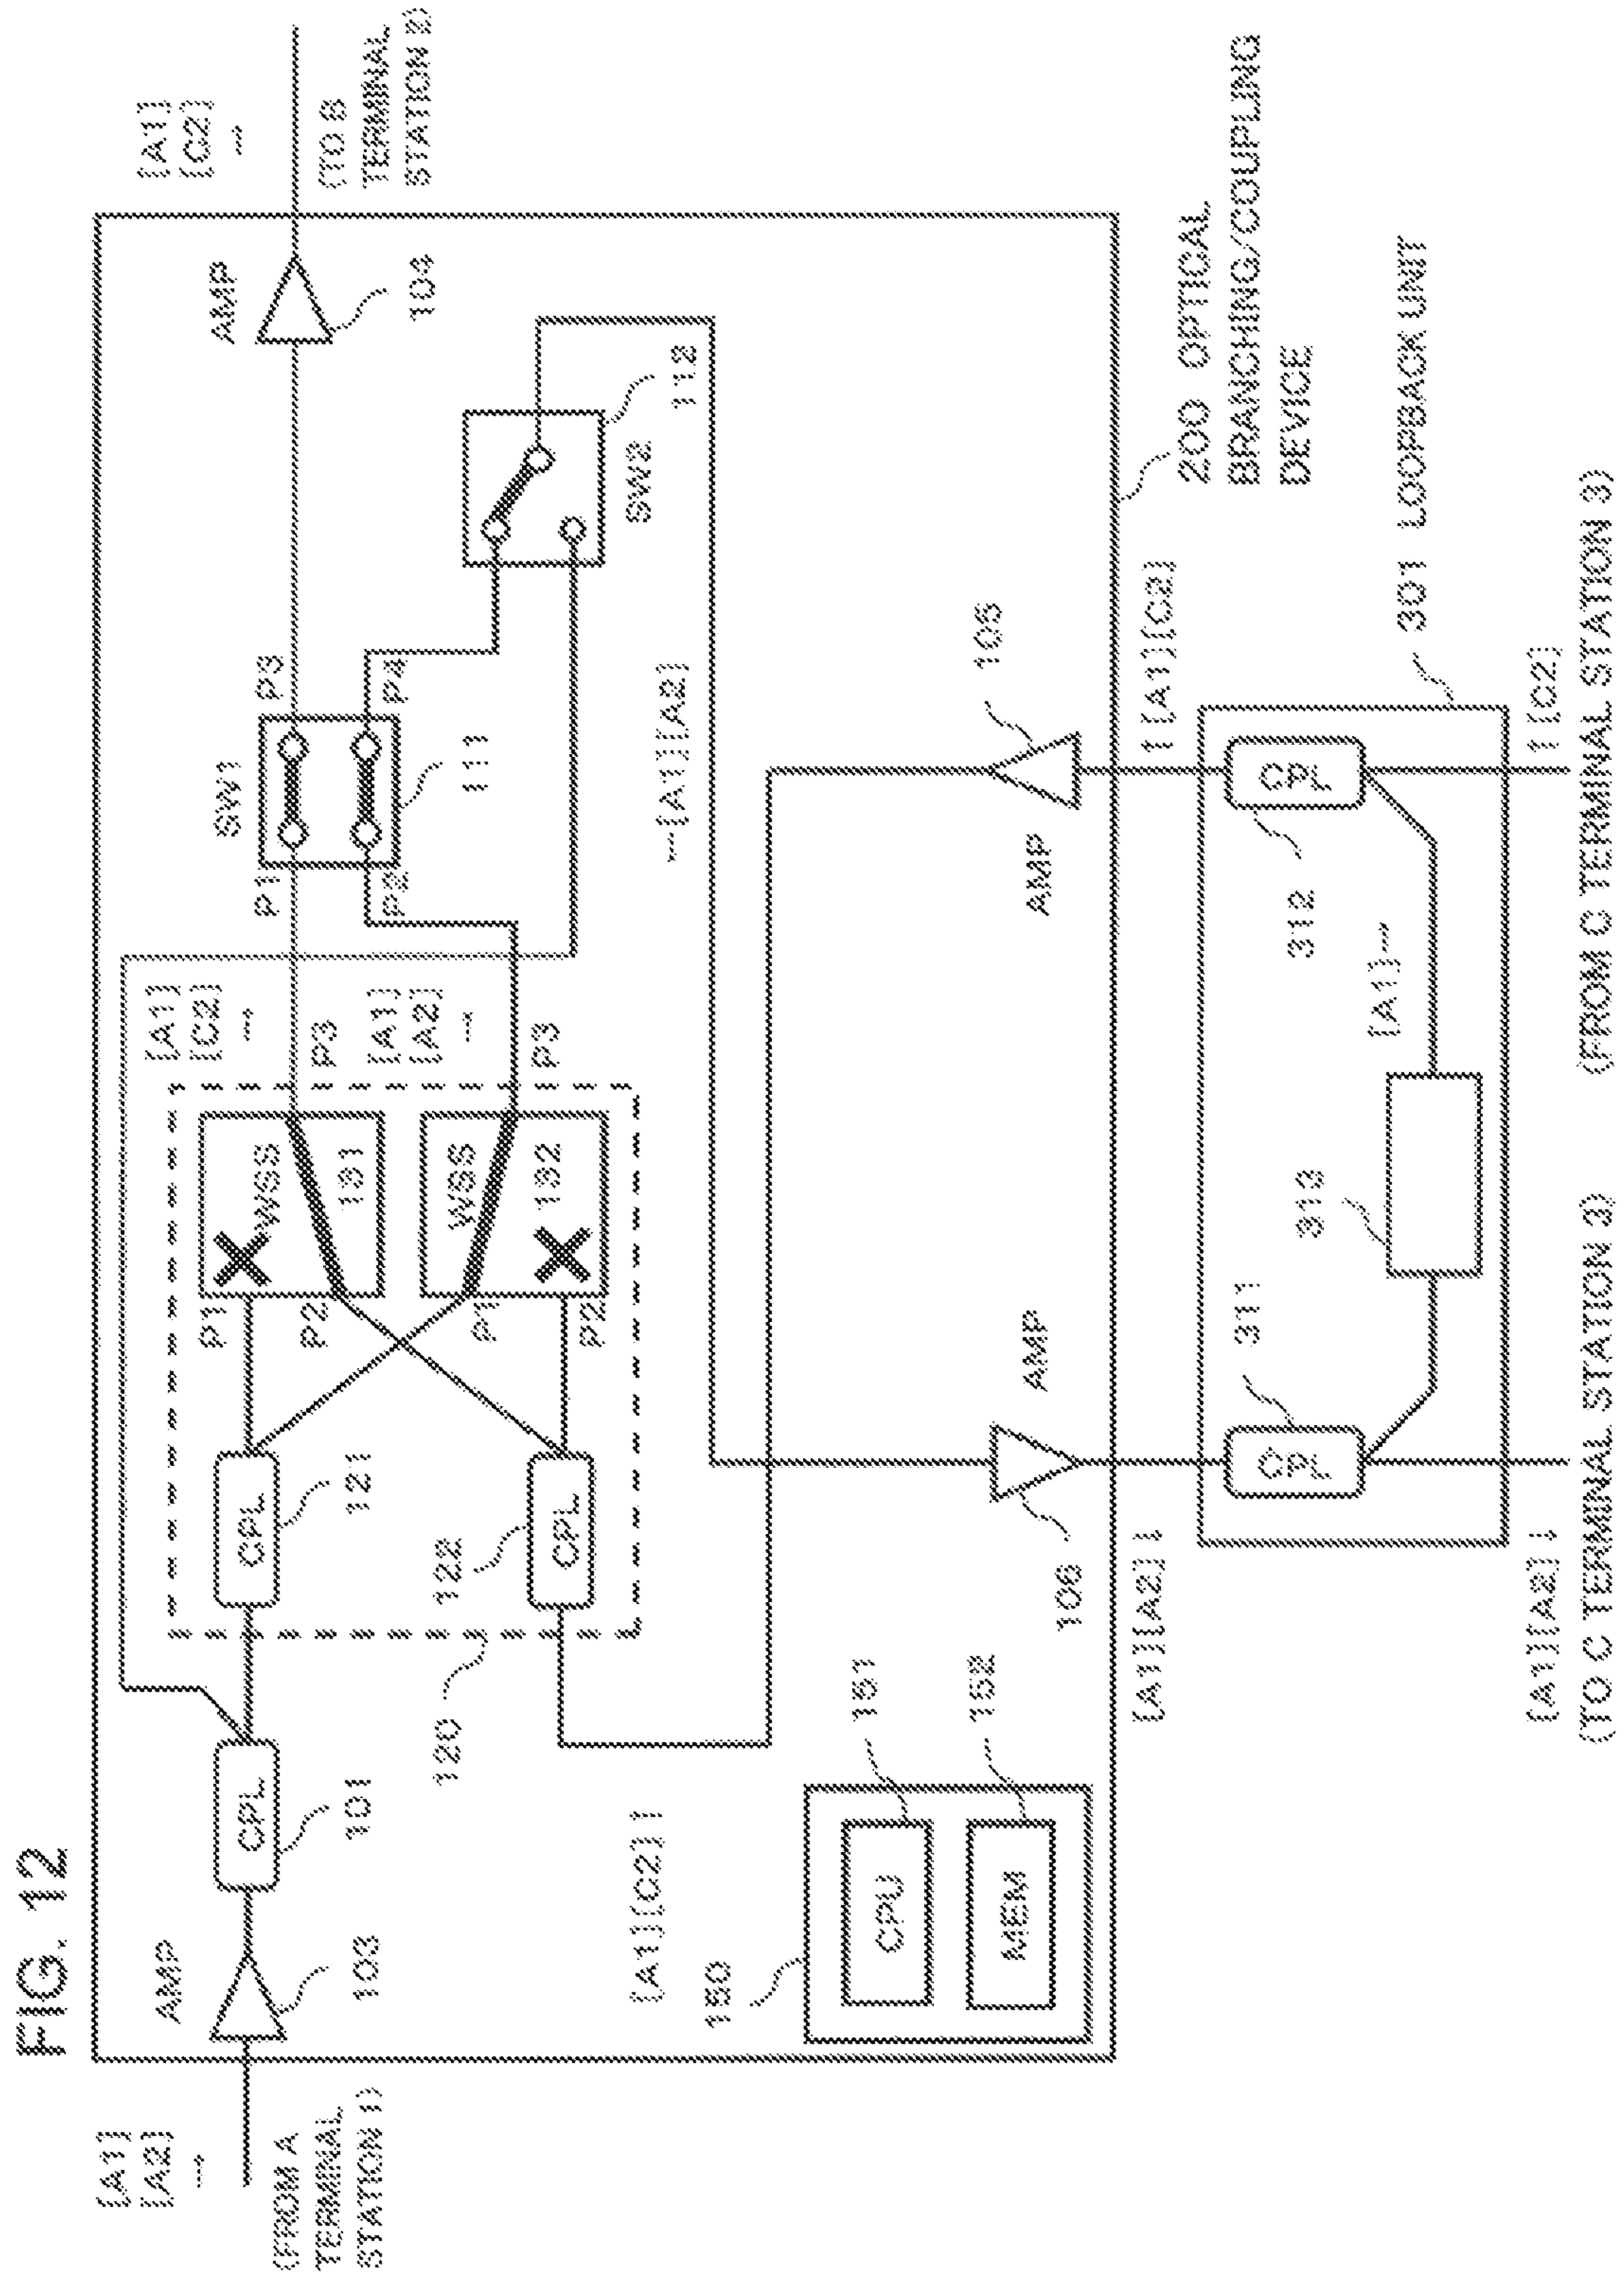 FIG. 12
[A1]
[A2]
→
(FROM A
TERMINAL
STATION 1)
AMP
103
CPL
101
CPL
121
CPL
122
120
P1
P2
P1
P2
WSS
131
WSS
132
[A1]
[C2]
→
P3
[A1]
[A2]
→
P3
SW1
P1
P2
P3
P4
111
SW2
112
AMP
104
[A1]
[C2]
→
(TO B
TERMINAL
STATION 2)
←[A1][A2]
[A1][C2]↑
150
CPU
151
MEM
152
AMP
106
AMP
105
[A1][A2]↓
↑[A1][C2]
200 OPTICAL
BRANCHING/COUPLING
DEVICE
CPL
311
CPL
312
313
[A1]→
301 LOOPBACK UNIT
[A1][A2]↓
↑[C2]
(TO C TERMINAL STATION 3)
(FROM C TERMINAL STATION 3)